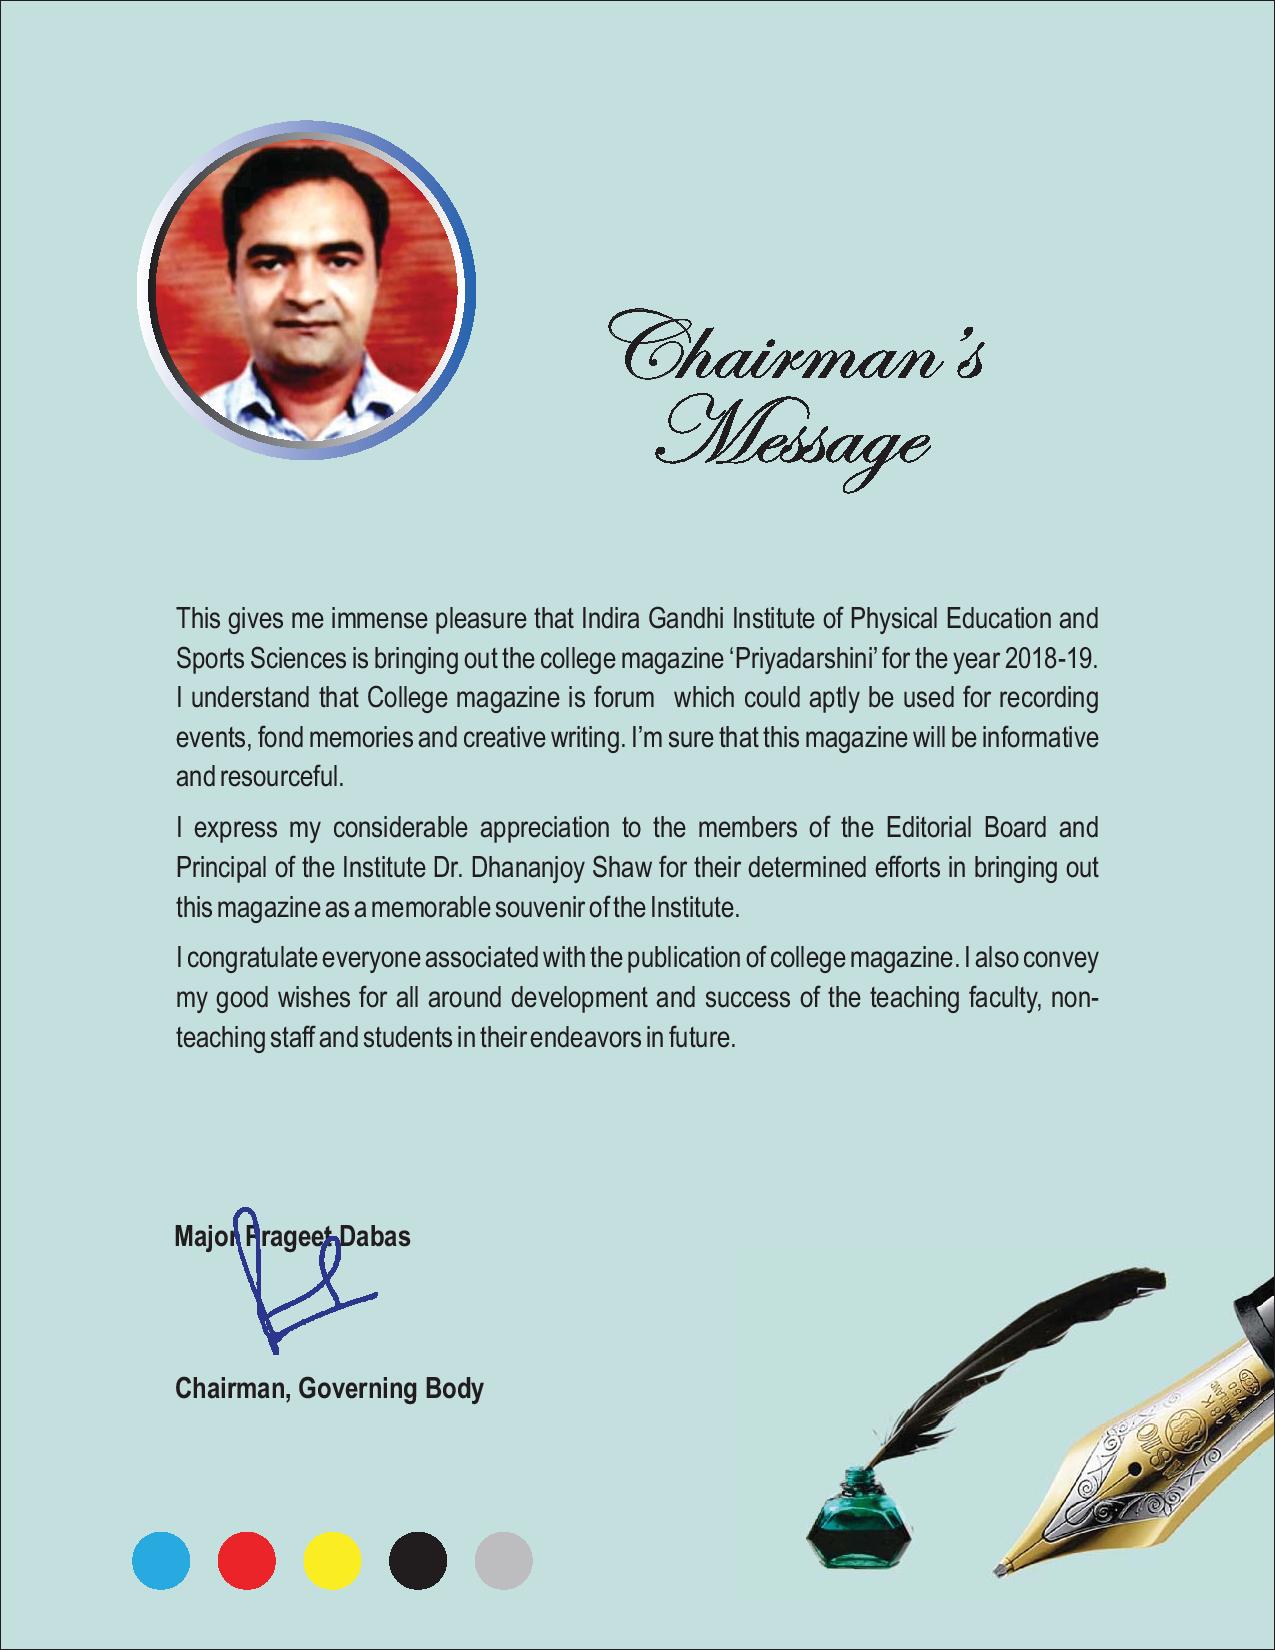 Chairman’s
Message
This gives me immense pleasure that Indira Gandhi Institute of Physical Education and
Sports Sciences is bringing out the college magazine ‘Priyadarshini’ for the year 2018-19.
I understand that College magazine is forum  which could aptly be used for recording
events, fond memories and creative writing. I’m sure that this magazine will be informative
and resourceful.
I express my considerable appreciation to the members of the Editorial Board and
Principal of the Institute Dr. Dhananjoy Shaw for their determined efforts in bringing out
this magazine as a memorable souvenir of the Institute.
I congratulate everyone associated with the publication of college magazine. I also convey
my good wishes for all around development and success of the teaching faculty, non-
teaching staff and students in their endeavors in future.
Major Prageet Dabas
Chairman, Governing Body
18K
750